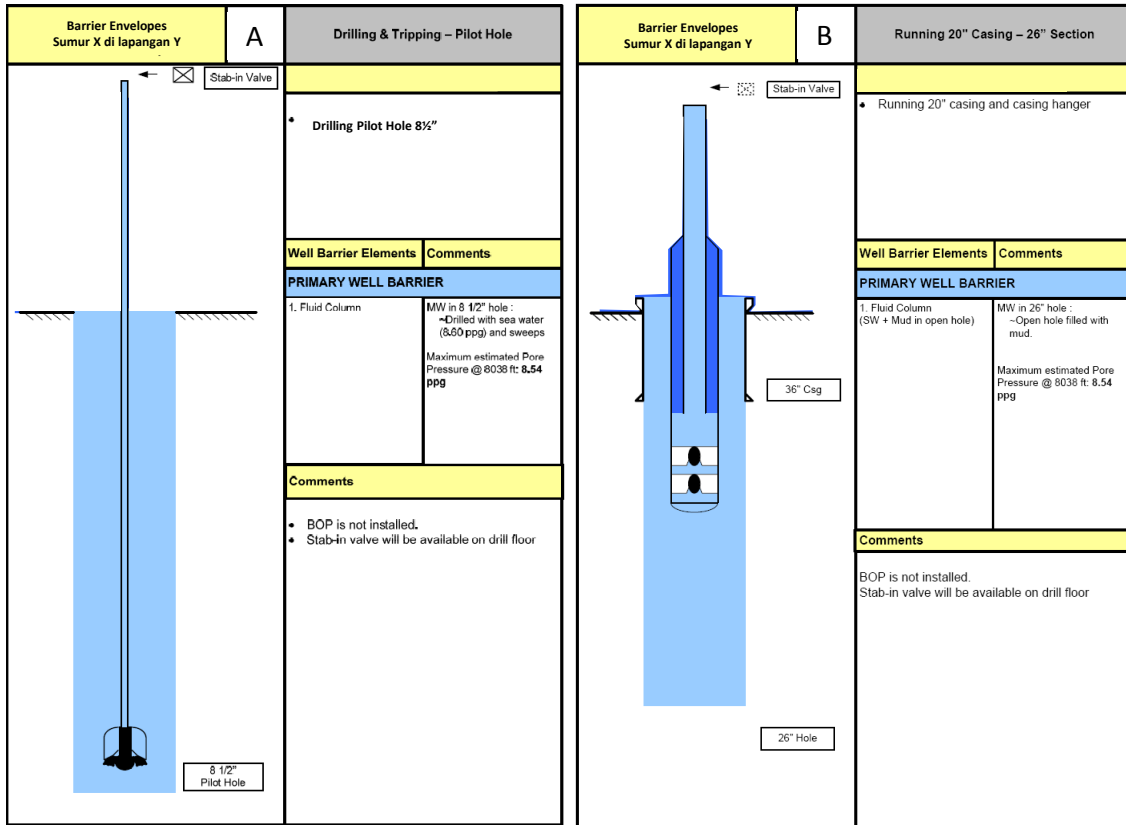 Barrier Envelopes
Sumur X di lapangan Y
A
Drilling & Tripping – Pilot Hole
Stab-in Valve
• Drilling Pilot Hole 8½”
Well Barrier Elements
Comments
PRIMARY WELL BARRIER
1. Fluid Column
MW in 8 1/2" hole :
~Drilled with sea water
(8.60 ppg) and sweeps
Maximum estimated Pore
Pressure @ 8038 ft: 8.54
ppg
Comments
• BOP is not installed.
• Stab-in valve will be available on drill floor
8 1/2"
Pilot Hole
Barrier Envelopes
Sumur X di lapangan Y
B
Running 20" Casing – 26" Section
Stab-in Valve
• Running 20" casing and casing hanger
Well Barrier Elements
Comments
PRIMARY WELL BARRIER
1. Fluid Column
(SW + Mud in open hole)
MW in 26" hole :
~Open hole filled with
mud.
Maximum estimated Pore
Pressure @ 8038 ft: 8.54
ppg
36" Csg
Comments
BOP is not installed.
Stab-in valve will be available on drill floor
26" Hole